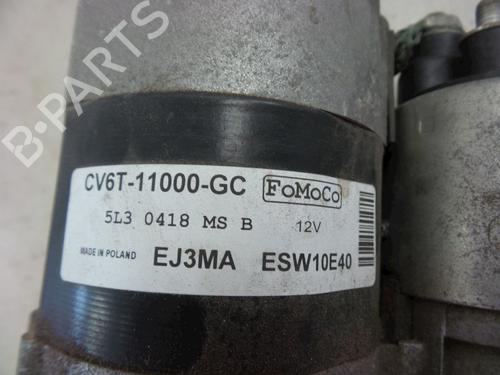 B-PARTS
CV6T-11000-GC FoMoCo
5L3 0418 MS B 12V
MADE IN POLAND EJ3MA ESW10E40